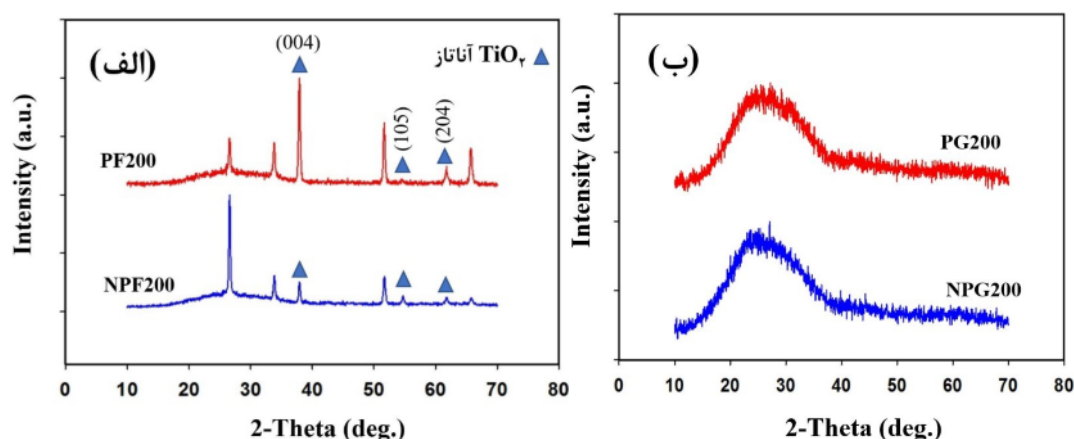 (الف)
(004)
▲ TiO₂ آناتاز
(105)
(204)
PF200
NPF200
Intensity (a.u.)
0 10 20 30 40 50 60 70 80
2-Theta (deg.)
(ب)
PG200
NPG200
Intensity (a.u.)
0 10 20 30 40 50 60 70 80
2-Theta (deg.)